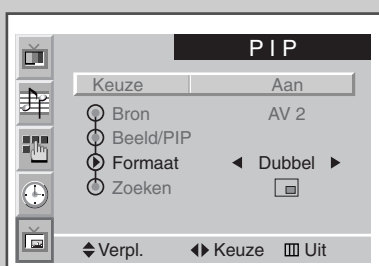 PIP
Keuze Aan
Bron AV 2
Beeld/PIP
Formaat Dubbel
Zoeken
Verpl. Keuze Uit